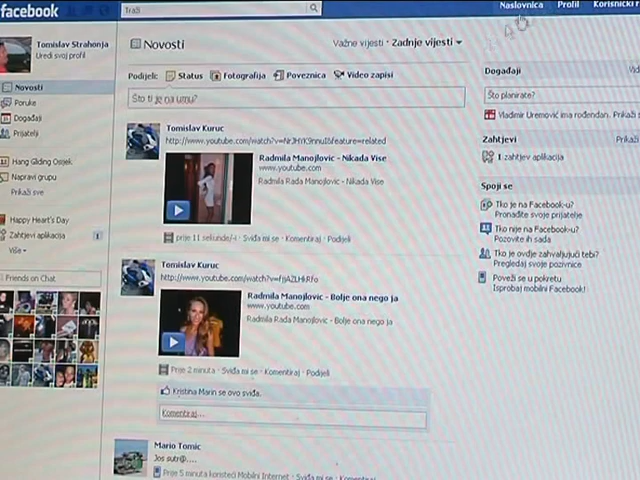 facebook
Traži
Naslovnica Profil Korisnički r
Tomislav Strahonja
Uredi svoj profil
Novosti
Poruke
Događaji
Prijatelji
Hang Gliding Osijek
Napravi grupu
Prikaži sve
Happy Heart's Day
Zahtjevi aplikacija 1
Više
Friends on Chat
Novosti
Važne vijesti · Zadnje vijesti
Podijeli: Status Fotografija Poveznica Video zapisi
Što ti je na umu?
Tomislav Kuruc
Radmila Manojlovic - Nikada Vise
www.youtube.com
Radmila Rada Manojlovic - Nikada Vise
prije 11 sekunde/-i · Sviđa mi se · Komentiraj · Podijeli
Tomislav Kuruc
Radmila Manojlovic - Bolje ona nego ja
www.youtube.com
Radmila Rada Manojlovic - Bolje ona nego ja
Prije 2 minuta · Sviđa mi se · Komentiraj · Podijeli
Kristina Marin se ovo sviđa.
Komentiraj...
Mario Tomic
Jos sutr@....
Prije 5 minuta koristeći Mobilni Internet · Sviđa mi se · Komentiraj
Događaji
Što planirate?
Vladimir Uremović ima rođendan. Prikaži
Zahtjevi Prikaži
1 zahtjev aplikacija
Spoji se
Tko je na Facebook-u?
Pronađite svoje prijatelje
Tko nije na Facebook-u?
Pozovite ih sada
Tko je ovdje zahvaljujući tebi?
Pregledaj svoje pozivnice
Poveži se u pokretu
Isprobaj mobilni Facebook!